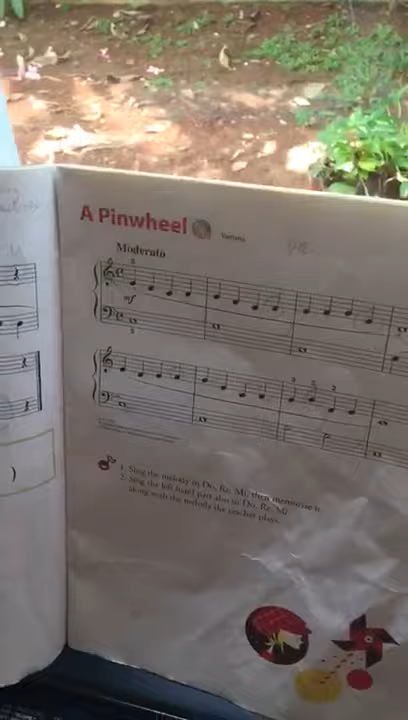 A Pinwheel
Moderato
mf
1. Sing the melody in Do, Re, Mi, then memorize it.
2. Sing the left hand part also in Do, Re, Mi
along with the melody the teacher plays.